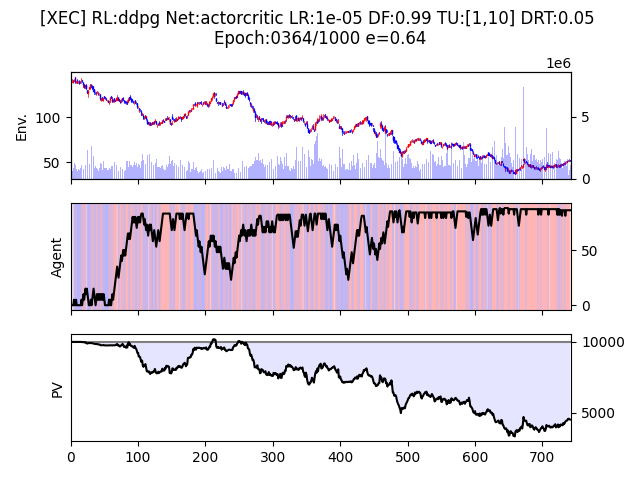 [XEC] RL:ddpg Net:actorcritic LR:1e-05 DF:0.99 TU:[1,10] DRT:0.05
Epoch:0364/1000 e=0.64
1e6
Env.
100
50
5
0
Agent
50
0
PV
10000
5000
0 100 200 300 400 500 600 700